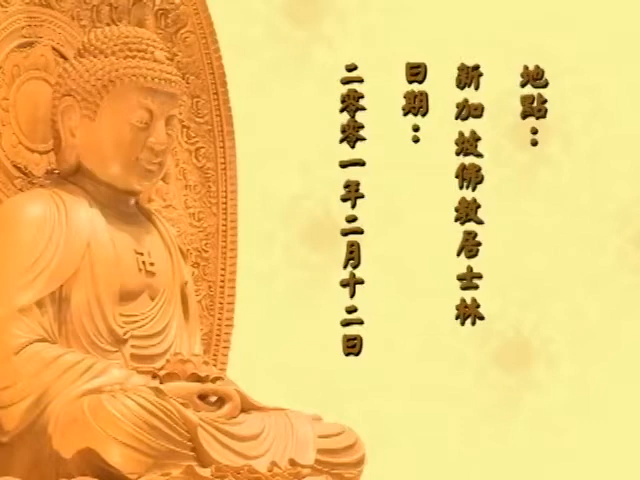 地點：
新加坡佛教居士林
日期：
二零零一年二月十二日